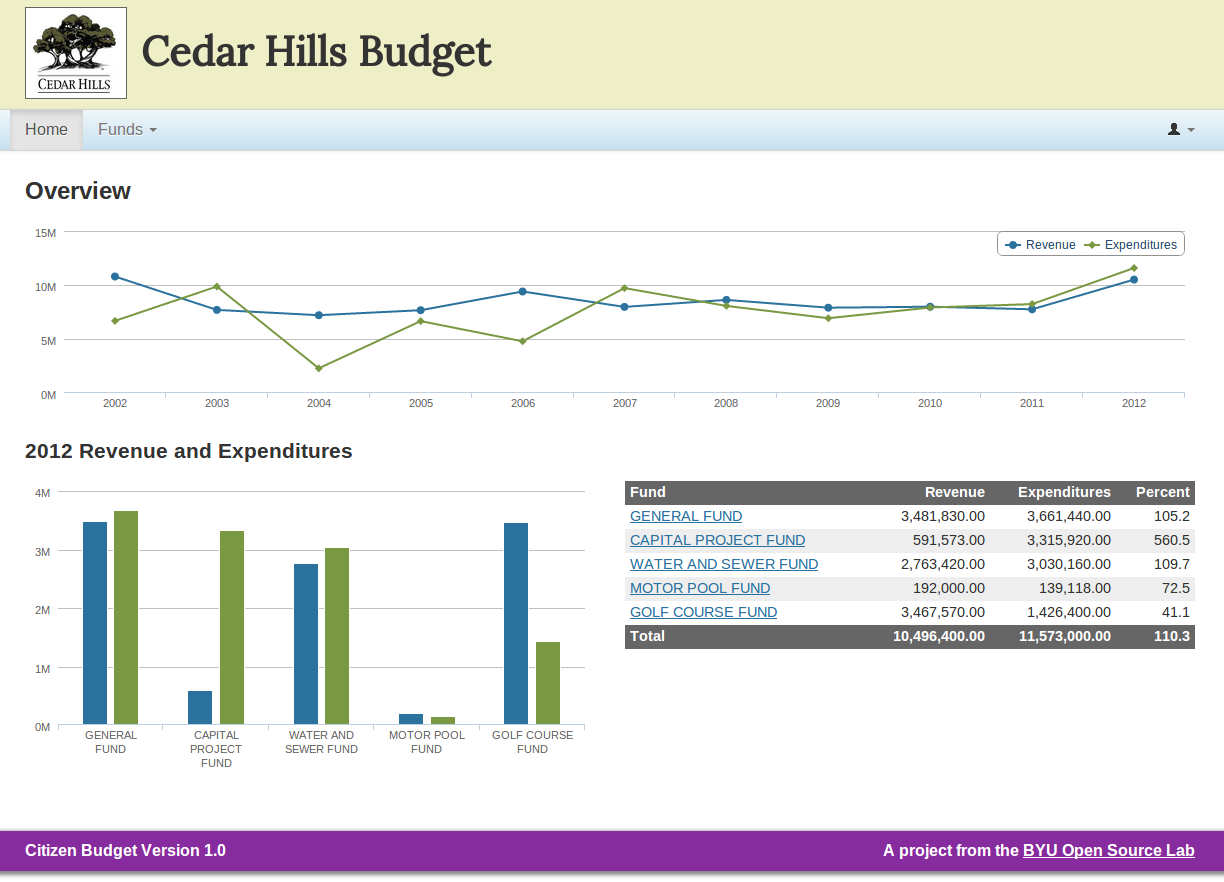 CEDAR HILLS
Cedar Hills Budget
Home Funds
Overview
15M
10M
5M
0M
Revenue Expenditures
2002 2003 2004 2005 2006 2007 2008 2009 2010 2011 2012
2012 Revenue and Expenditures
4M
3M
2M
1M
0M
GENERAL FUND
CAPITAL PROJECT FUND
WATER AND SEWER FUND
MOTOR POOL FUND
GOLF COURSE FUND
Fund Revenue Expenditures Percent
GENERAL FUND 3,481,830.00 3,661,440.00 105.2
CAPITAL PROJECT FUND 591,573.00 3,315,920.00 560.5
WATER AND SEWER FUND 2,763,420.00 3,030,160.00 109.7
MOTOR POOL FUND 192,000.00 139,118.00 72.5
GOLF COURSE FUND 3,467,570.00 1,426,400.00 41.1
Total 10,496,400.00 11,573,000.00 110.3
Citizen Budget Version 1.0
A project from the BYU Open Source Lab